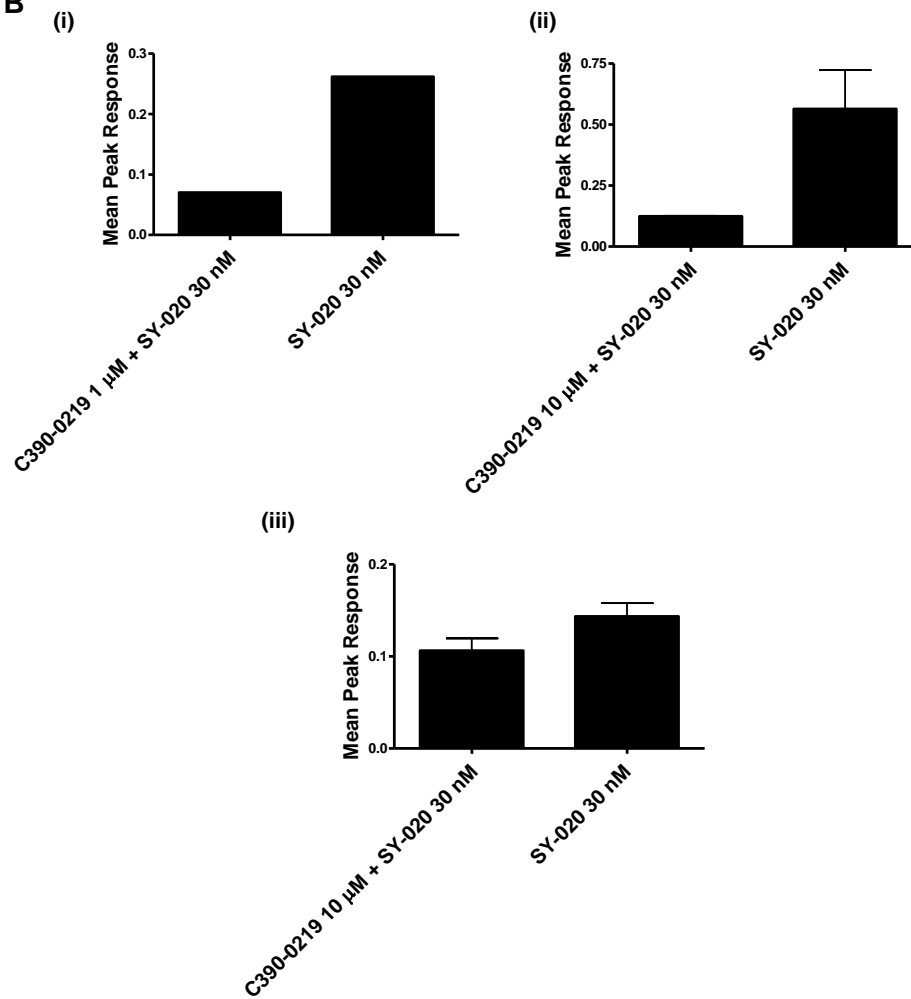 B
(i)
Mean Peak Response
0.3
0.2
0.1
0.0
C390-0219 1 μM + SY-020 30 nM
SY-020 30 nM
(ii)
Mean Peak Response
0.75
0.50
0.25
0.00
C390-0219 10 μM + SY-020 30 nM
SY-020 30 nM
(iii)
Mean Peak Response
0.2
0.1
0.0
C390-0219 10 μM + SY-020 30 nM
SY-020 30 nM